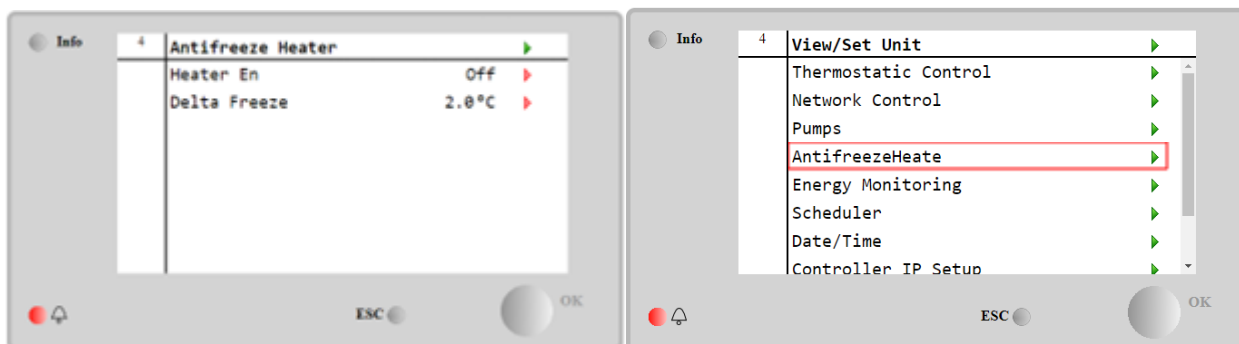 Info
4
Antifreeze Heater
Heater En Off
Delta Freeze 2.0°C
ESC
OK
Info
4
View/Set Unit
Thermostatic Control
Network Control
Pumps
AntifreezeHeate
Energy Monitoring
Scheduler
Date/Time
Controller IP Setup
ESC
OK